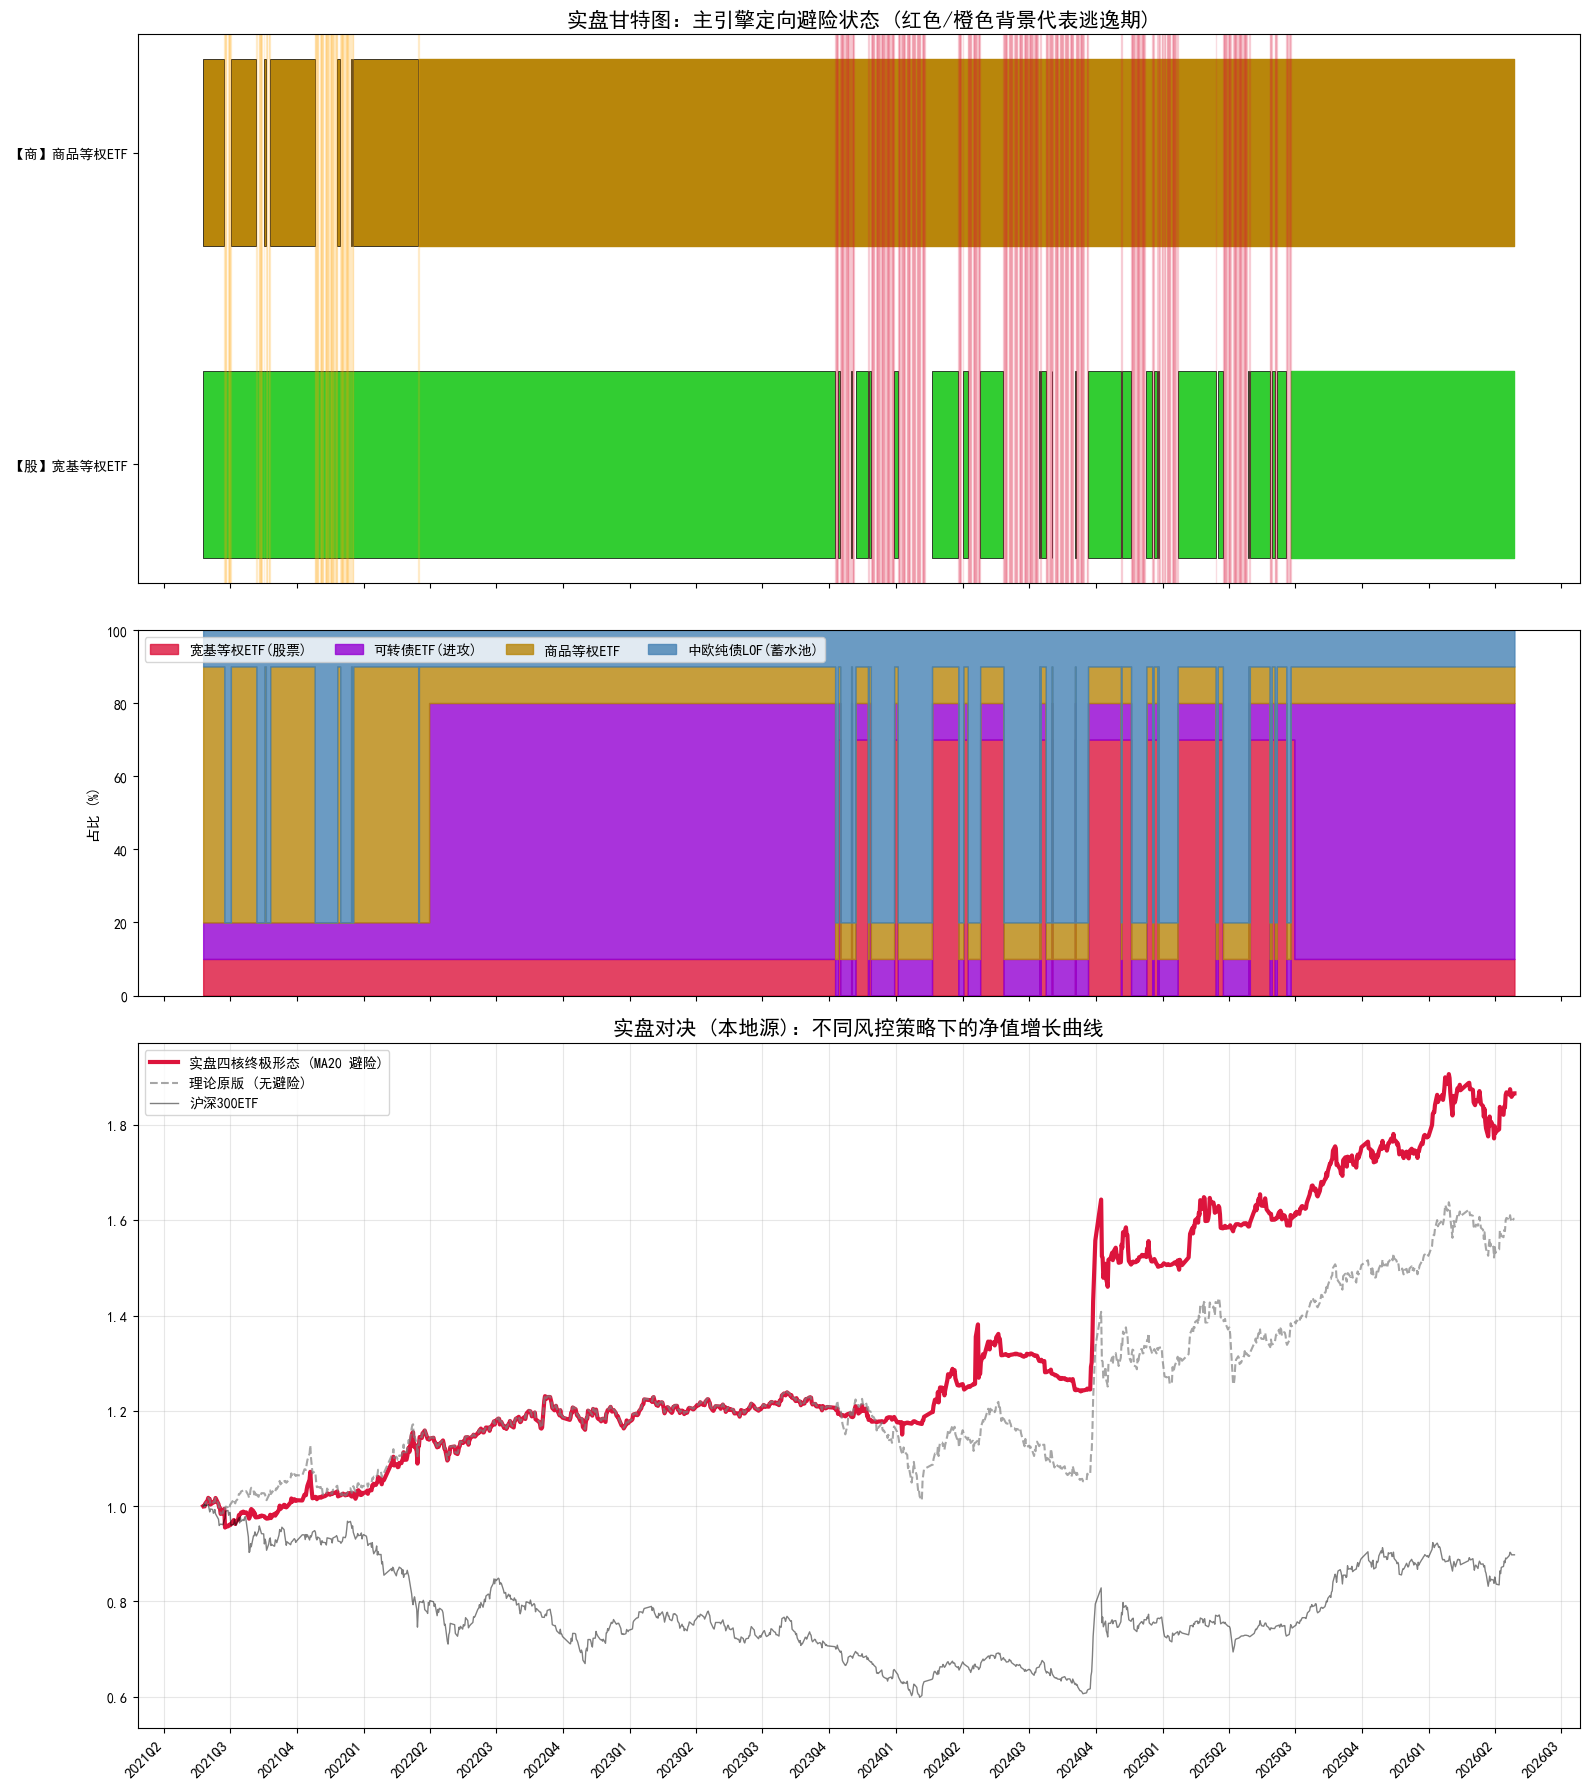 实盘甘特图：主引擎定向避险状态 (红色/橙色背景代表逃逸期)
【商】商品等权ETF
【股】宽基等权ETF
宽基等权ETF(股票)
可转债ETF(进攻)
商品等权ETF
中欧纯债LOF(蓄水池)
占比 (%)
100
80
60
40
20
0
实盘对决 (本地源)：不同风控策略下的净值增长曲线
实盘四核终极形态 (MA20 避险)
理论原版 (无避险)
沪深300ETF
1.8
1.6
1.4
1.2
1.0
0.8
0.6
2021Q2
2021Q3
2021Q4
2022Q1
2022Q2
2022Q3
2022Q4
2023Q1
2023Q2
2023Q3
2023Q4
2024Q1
2024Q2
2024Q3
2024Q4
2025Q1
2025Q2
2025Q3
2025Q4
2026Q1
2026Q2
2026Q3